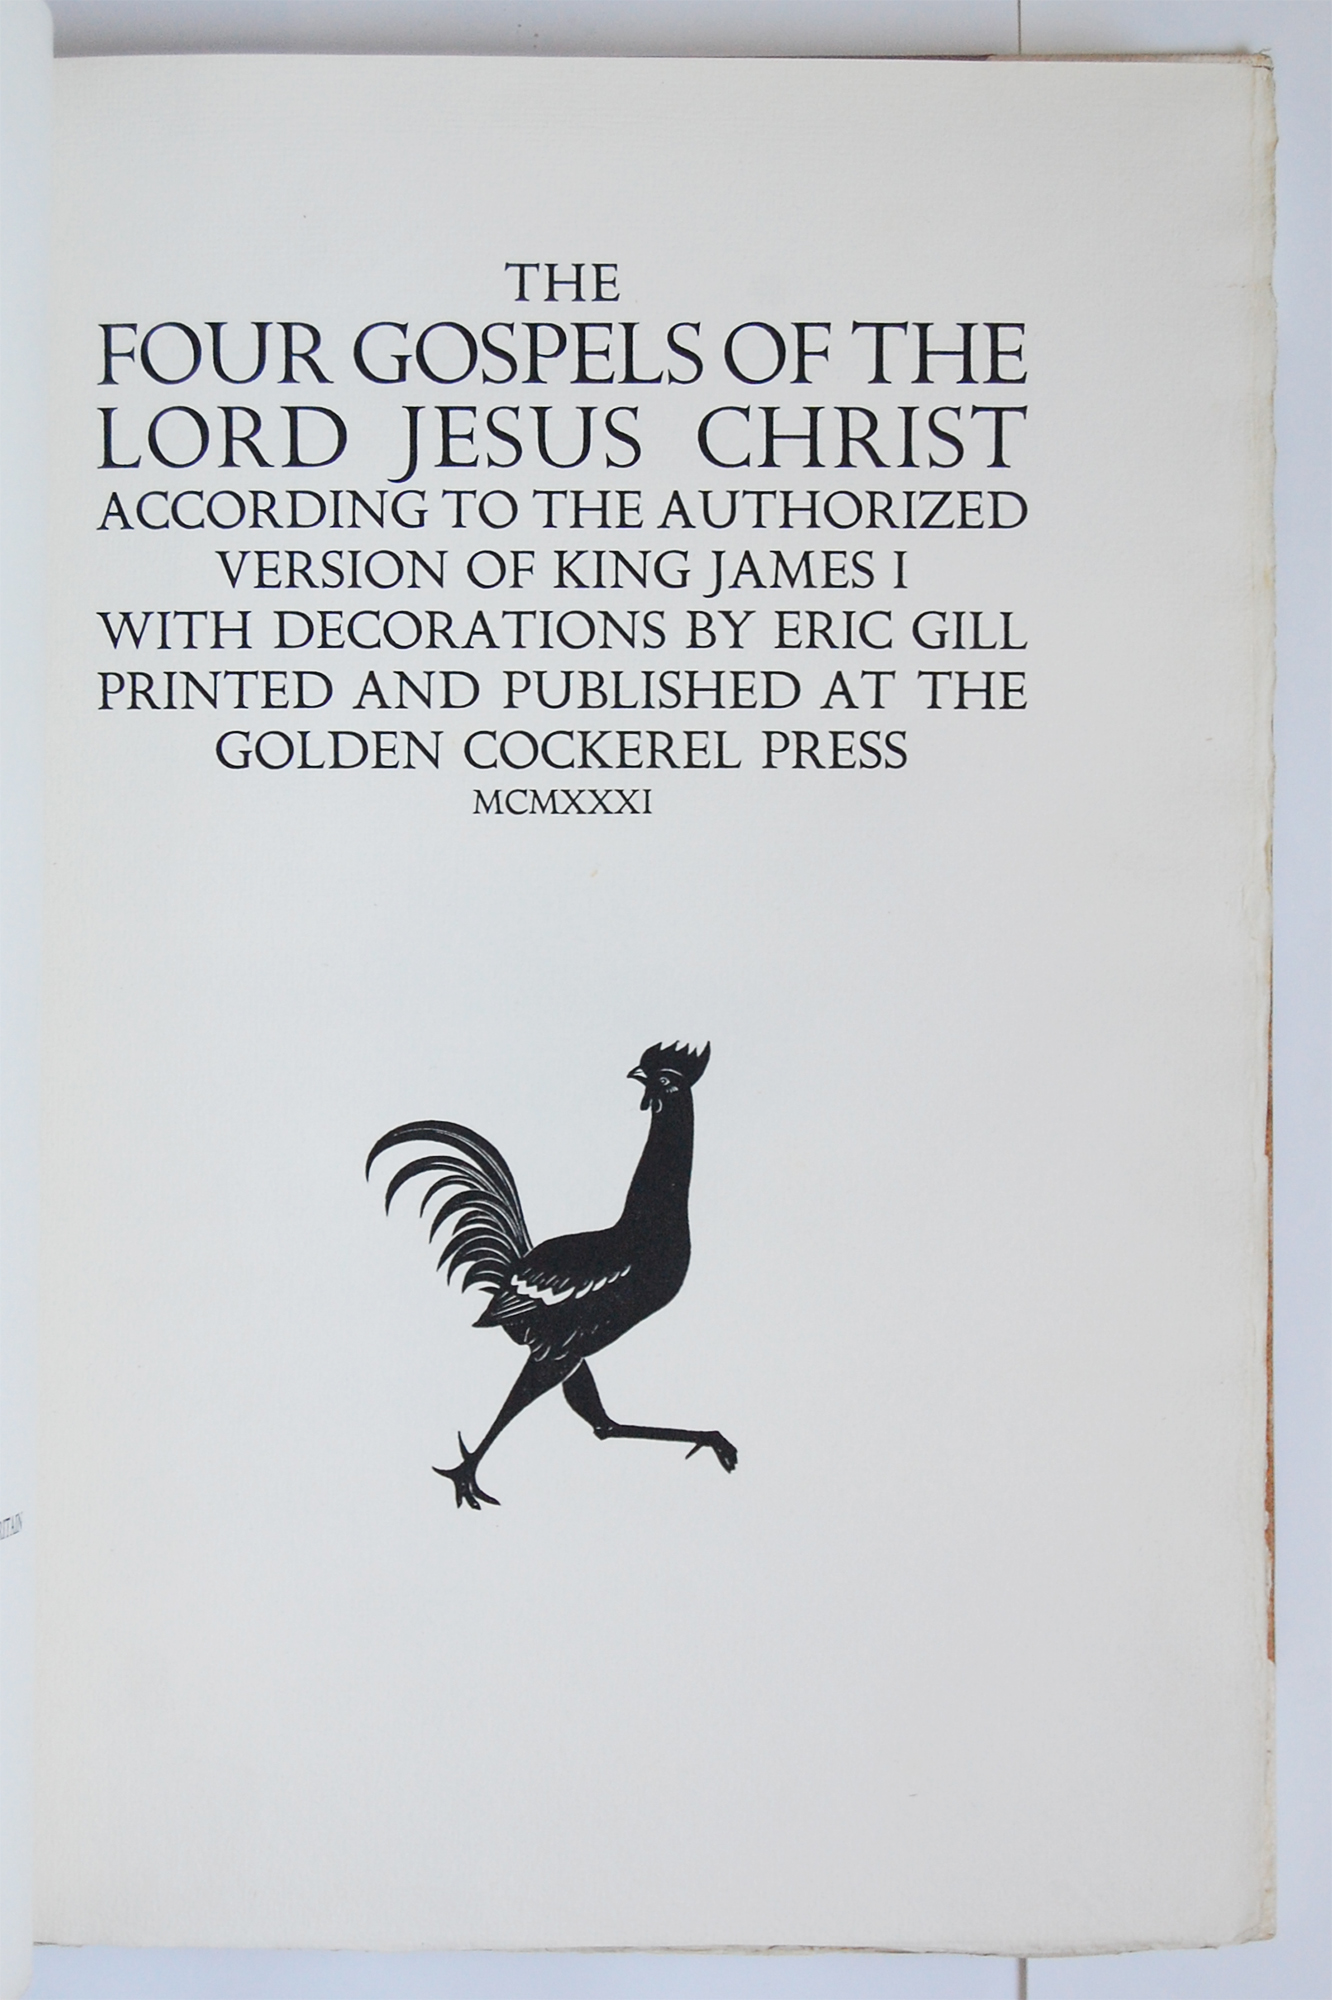 THE
FOUR GOSPELS OF THE
LORD JESUS CHRIST
ACCORDING TO THE AUTHORIZED
VERSION OF KING JAMES I
WITH DECORATIONS BY ERIC GILL
PRINTED AND PUBLISHED AT THE
GOLDEN COCKEREL PRESS
MCMXXXI